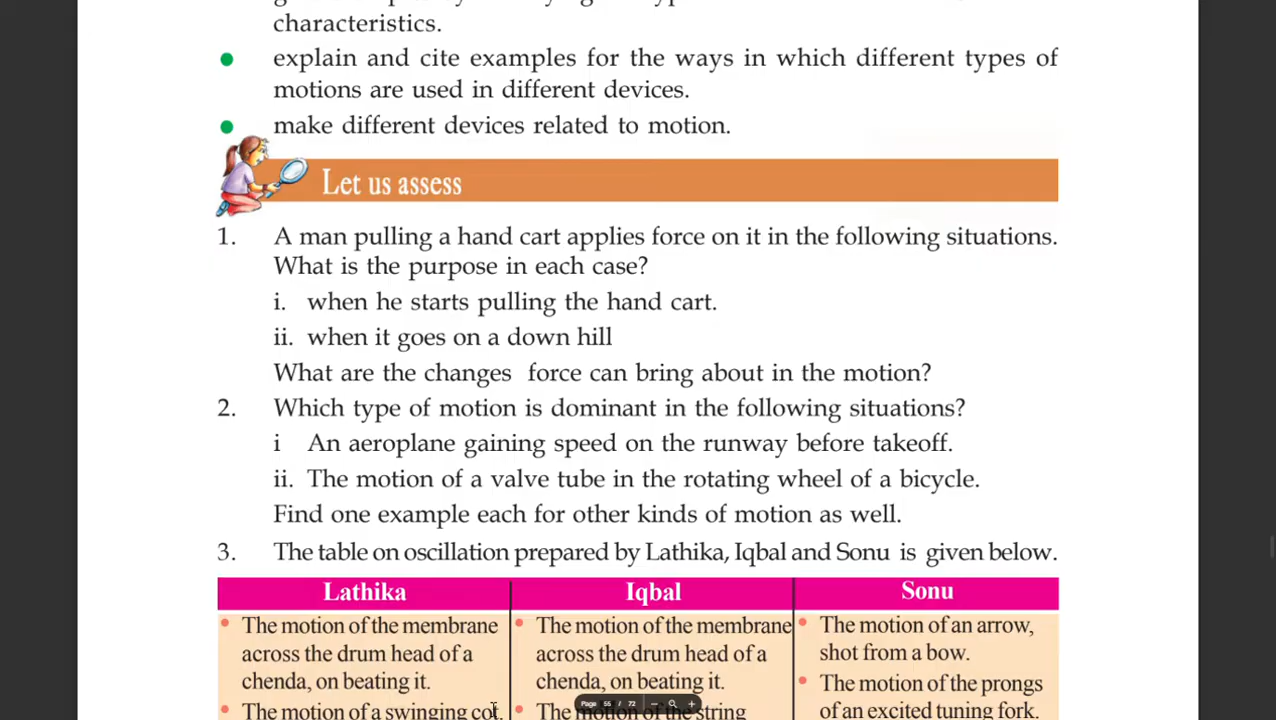 characteristics.
explain and cite examples for the ways in which different types of
motions are used in different devices.
make different devices related to motion.
Let us assess
1. A man pulling a hand cart applies force on it in the following situations.
What is the purpose in each case?
i. when he starts pulling the hand cart.
ii. when it goes on a down hill
What are the changes force can bring about in the motion?
2. Which type of motion is dominant in the following situations?
i An aeroplane gaining speed on the runway before takeoff.
ii. The motion of a valve tube in the rotating wheel of a bicycle.
Find one example each for other kinds of motion as well.
3. The table on oscillation prepared by Lathika, Iqbal and Sonu is given below.
Lathika Iqbal Sonu
The motion of the membrane The motion of the membrane The motion of an arrow,
across the drum head of a across the drum head of a shot from a bow.
chenda, on beating it. chenda, on beating it. The motion of the prongs
The motion of a swinging The motion of the string of an excited tuning fork.
Page 55 / 72